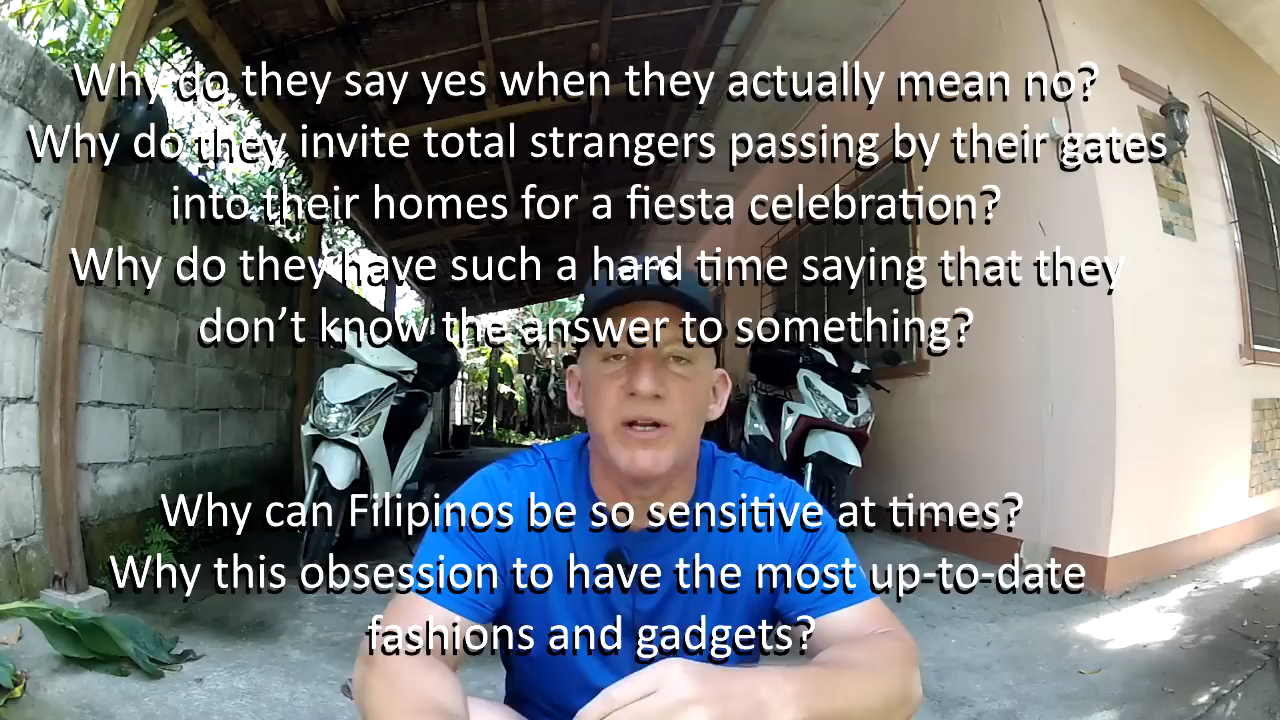 Why do they say yes when they actually mean no?
Why do they invite total strangers passing by their gates
into their homes for a fiesta celebration?
Why do they have such a hard time saying that they
don’t know the answer to something?
Why can Filipinos be so sensitive at times?
Why this obsession to have the most up-to-date
fashions and gadgets?